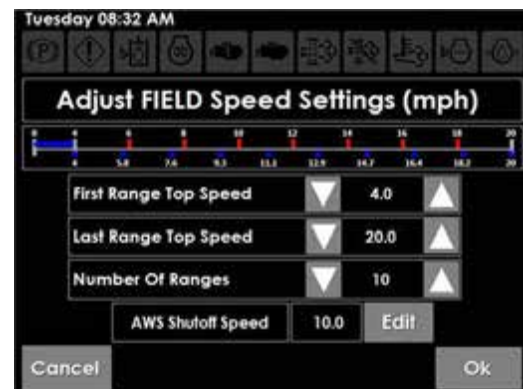 Tuesday 08:32 AM
(P)
Adjust FIELD Speed Settings (mph)
0 4 6 8 10 12 14 16 18 20
4 5.8 7.6 9.3 11.1 12.9 14.7 16.4 18.2 20
First Range Top Speed 4.0
Last Range Top Speed 20.0
Number Of Ranges 10
AWS Shutoff Speed 10.0 Edit
Cancel Ok